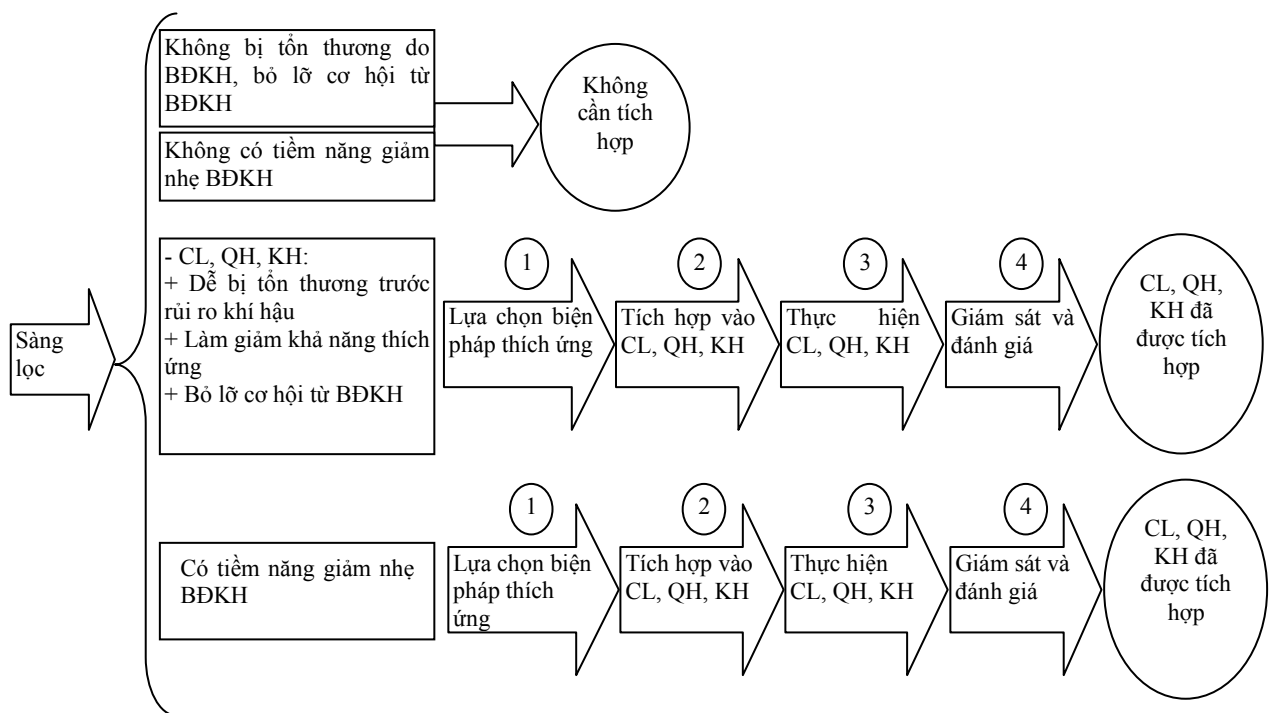 Sàng
lọc
Không bị tổn thương do
BĐKH, bỏ lỡ cơ hội từ
BĐKH
Không có tiềm năng giảm
nhẹ BĐKH
Không
cần tích
hợp
- CL, QH, KH:
+ Dễ bị tổn thương trước
rủi ro khí hậu
+ Làm giảm khả năng thích
ứng
+ Bỏ lỡ cơ hội từ BĐKH
1
Lựa chọn biện
pháp thích ứng
2
Tích hợp vào
CL, QH, KH
3
Thực hiện
CL, QH, KH
4
Giám sát và
đánh giá
CL, QH,
KH đã
được tích
hợp
Có tiềm năng giảm nhẹ
BĐKH
1
Lựa chọn biện
pháp thích
ứng
2
Tích hợp vào
CL, QH, KH
3
Thực hiện
CL, QH, KH
4
Giám sát và
đánh giá
CL, QH,
KH đã
được tích
hợp